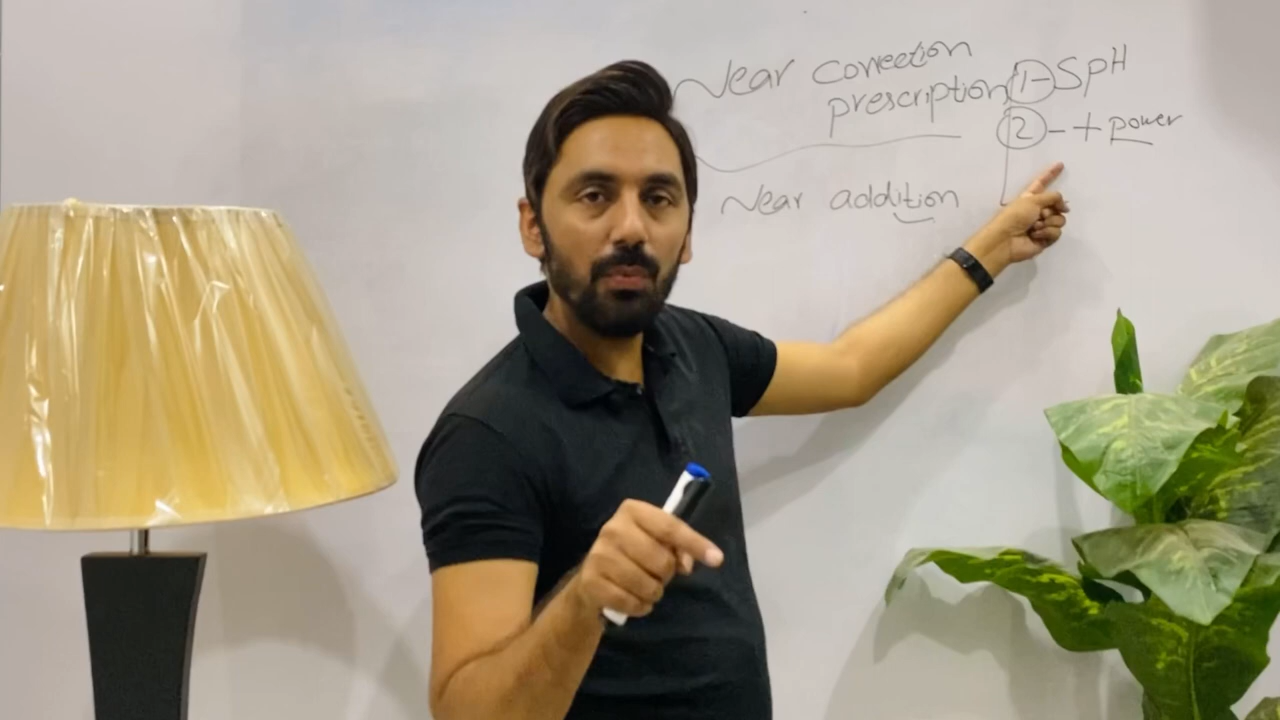 Near correction
prescription
1-SPH
2-+power
Near addition